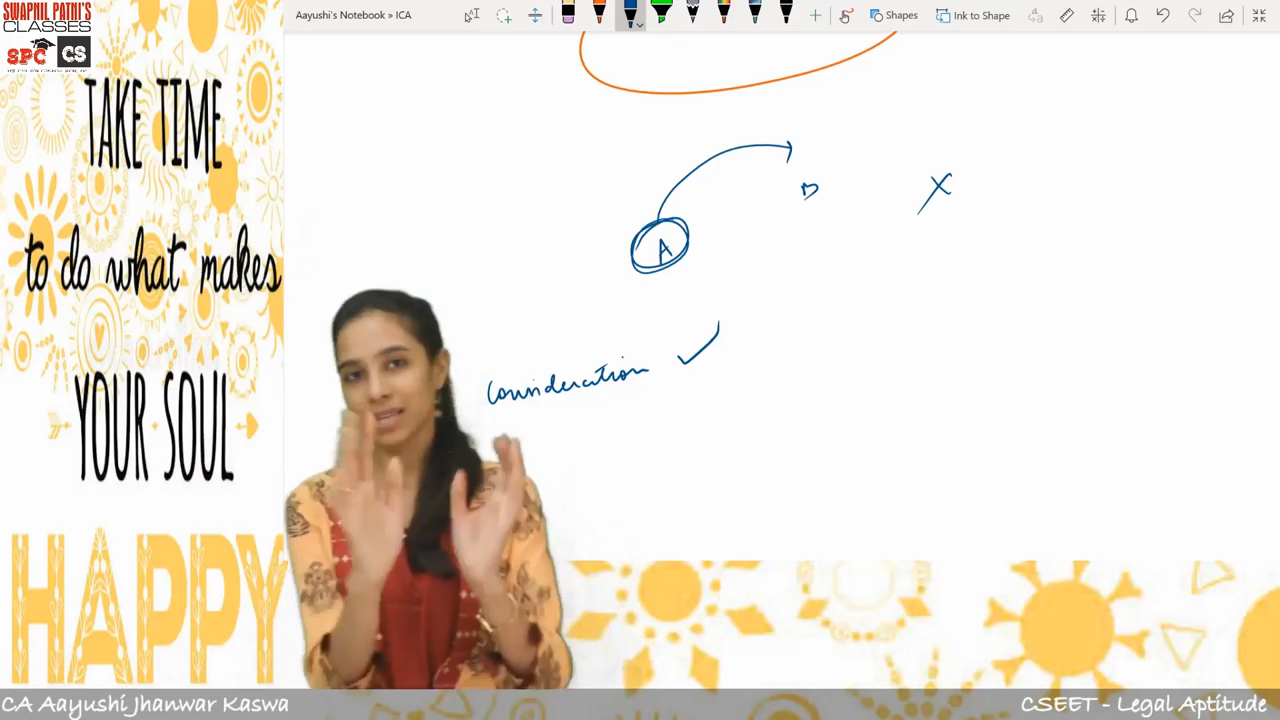 SWAPNIL PATNI'S
CLASSES
SPC CS
Aayushi's Notebook » ICA
Shapes
Ink to Shape
TAKE TIME
to do what makes
YOUR SOUL
HAPPY
A
B
X
Consideration
CA Aayushi Jhanwar Kaswa
CSEET - Legal Aptitude